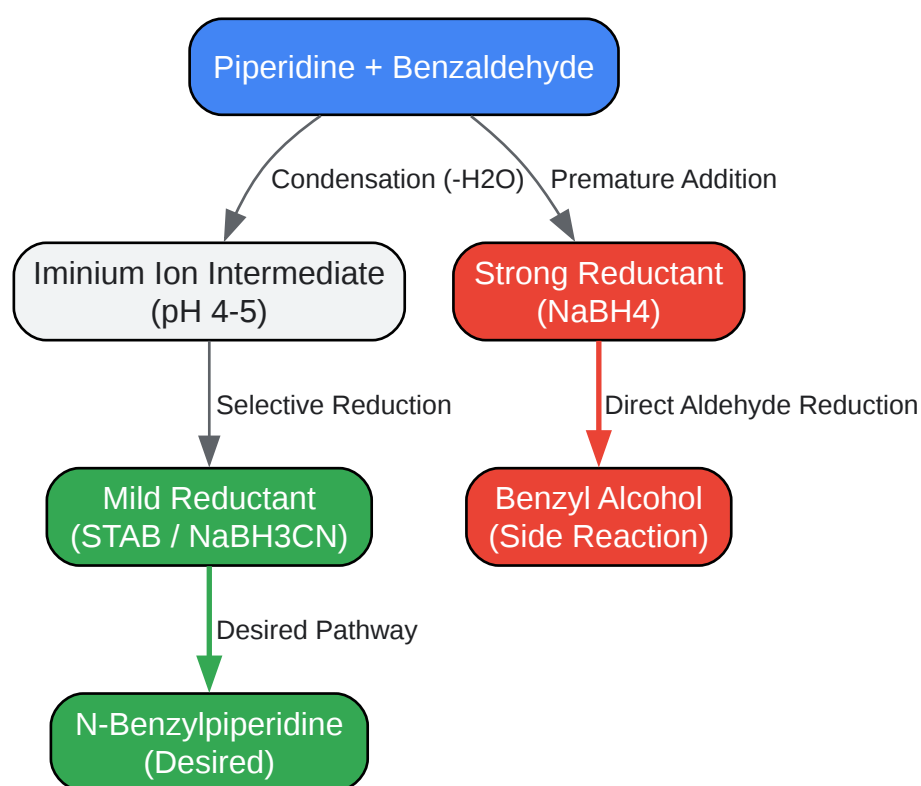 Piperidine + Benzaldehyde
Condensation (-H2O)
Premature Addition
Iminium Ion Intermediate
(pH 4-5)
Strong Reductant
(NaBH4)
Selective Reduction
Direct Aldehyde Reduction
Mild Reductant
(STAB / NaBH3CN)
Benzyl Alcohol
(Side Reaction)
Desired Pathway
N-Benzylpiperidine
(Desired)